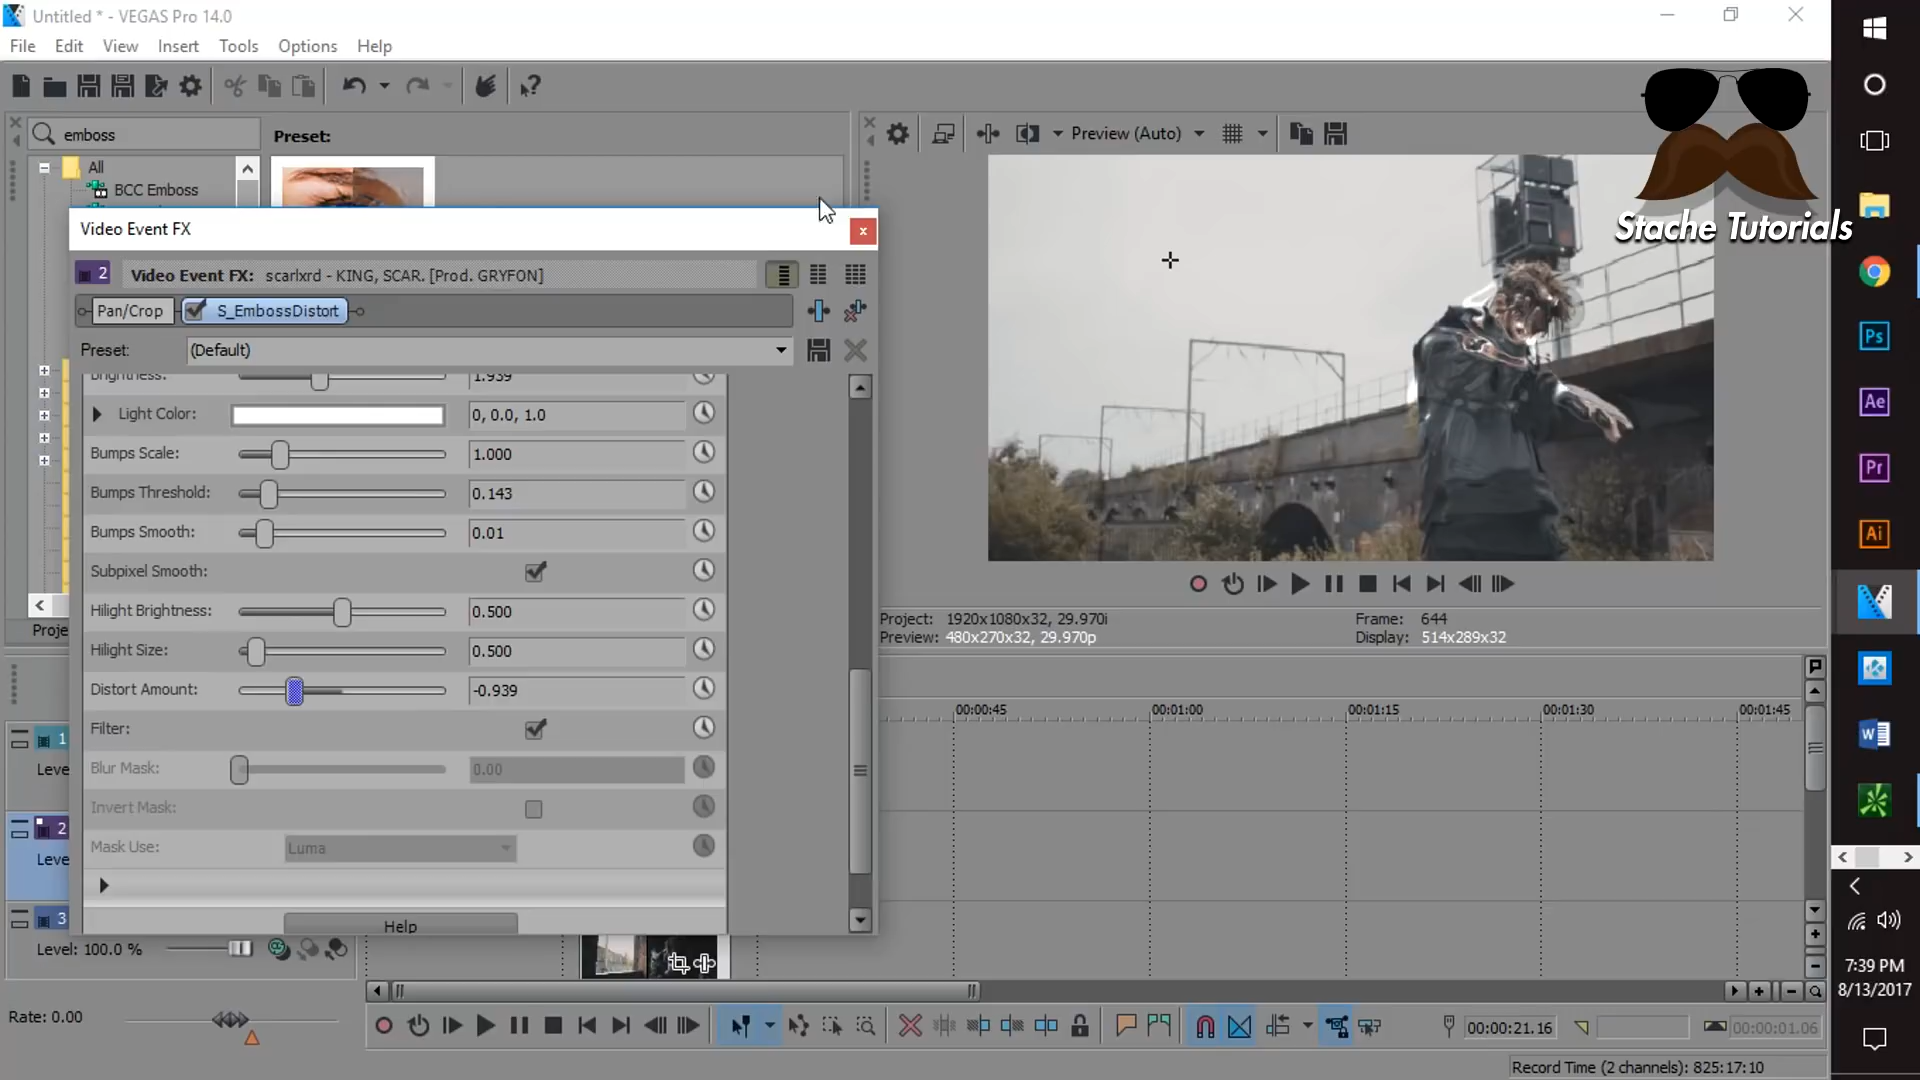 Untitled * - VEGAS Pro 14.0
File Edit View Insert Tools Options Help
emboss
Preset:
Preview (Auto)
All
BCC Emboss
Stache Tutorials
Video Event FX
2 Video Event FX: scarlxrd - KING, SCAR. [Prod. GRYFON]
Pan/Crop S_EmbossDistort
Preset: (Default)
Brightness: 1.939
Light Color: 0, 0.0, 1.0
Bumps Scale: 1.000
Bumps Threshold: 0.143
Bumps Smooth: 0.01
Subpixel Smooth:
Hilight Brightness: 0.500
Hilight Size: 0.500
Distort Amount: -0.939
Filter:
Blur Mask: 0.00
Invert Mask:
Mask Use: Luma
Help
Proje
Project: 1920x1080x32, 29.970i
Frame: 644
Preview: 480x270x32, 29.970p
Display: 514x289x32
00:00:45 00:01:00 00:01:15 00:01:30 00:01:45
1
Leve
2
Leve
3
Level: 100.0 %
Rate: 0.00
00:00:21.16
00:00:01.06
Record Time (2 channels): 825:17:10
Ps
Ae
Pr
Ai
W
7:39 PM
8/13/2017